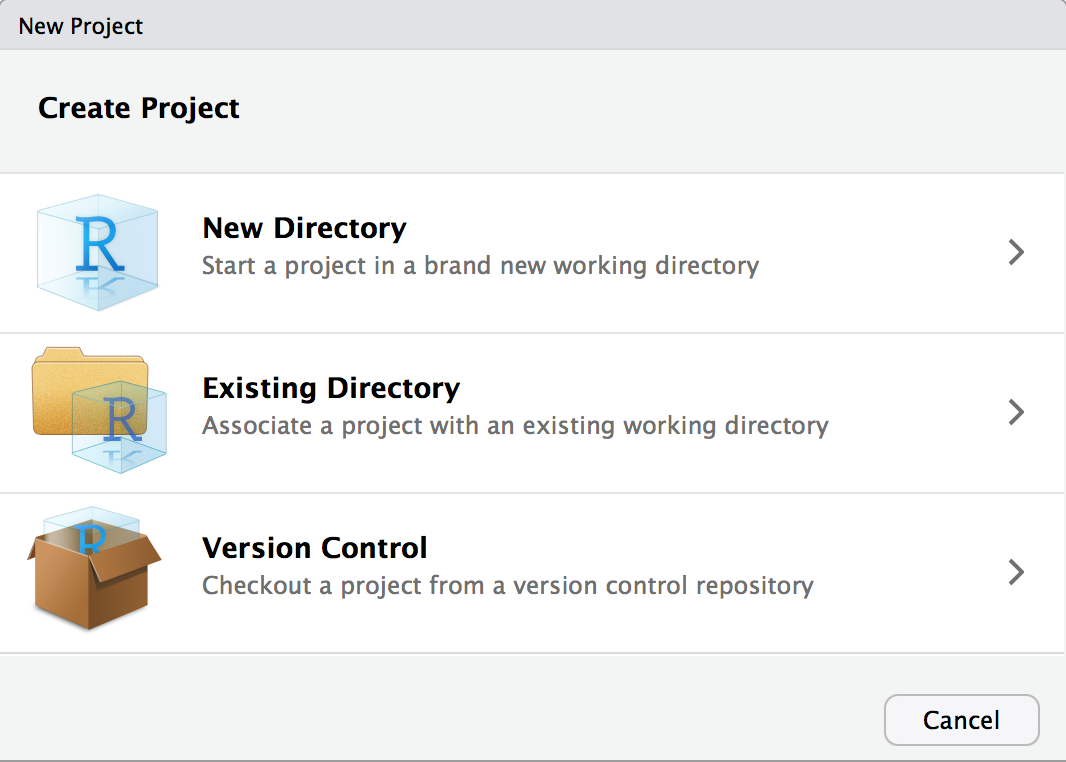 New Project
Create Project
R
New Directory
Start a project in a brand new working directory
R
Existing Directory
Associate a project with an existing working directory
R
Version Control
Checkout a project from a version control repository
Cancel